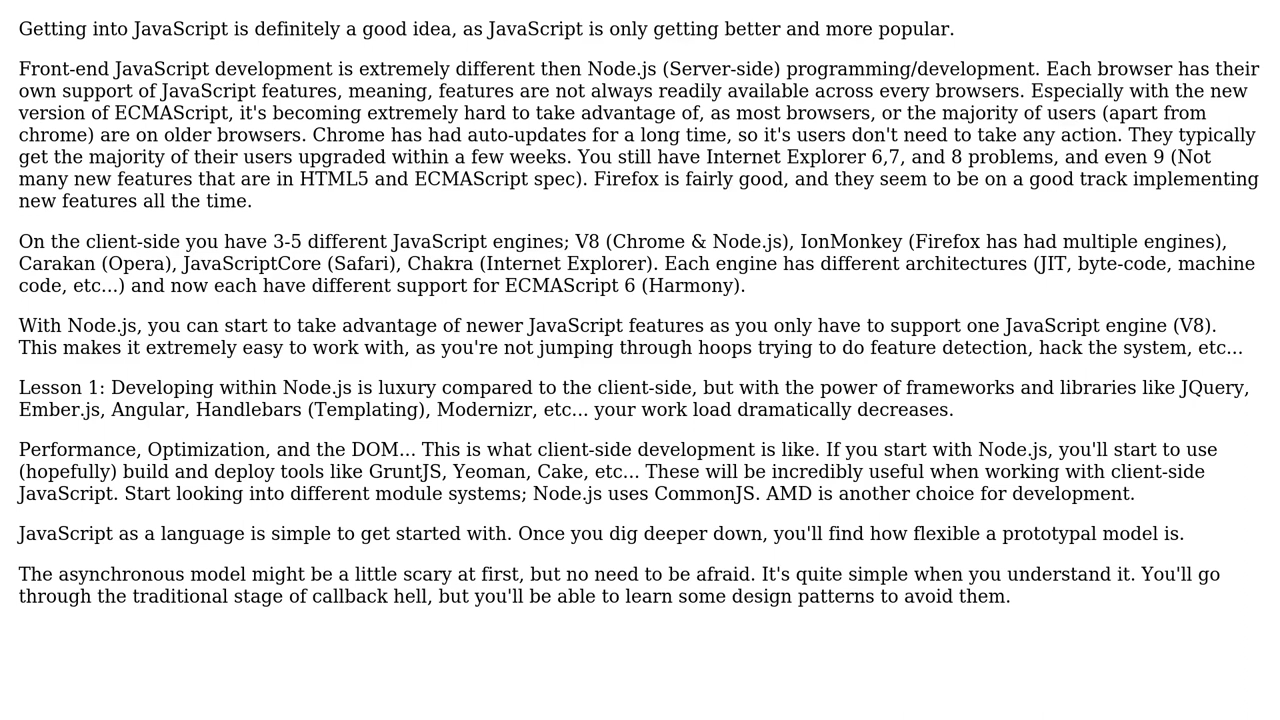 Getting into JavaScript is definitely a good idea, as JavaScript is only getting better and more popular.
Front-end JavaScript development is extremely different then Node.js (Server-side) programming/development. Each browser has their
own support of JavaScript features, meaning, features are not always readily available across every browsers. Especially with the new
version of ECMAScript, it's becoming extremely hard to take advantage of, as most browsers, or the majority of users (apart from
chrome) are on older browsers. Chrome has had auto-updates for a long time, so it's users don't need to take any action. They typically
get the majority of their users upgraded within a few weeks. You still have Internet Explorer 6,7, and 8 problems, and even 9 (Not
many new features that are in HTML5 and ECMAScript spec). Firefox is fairly good, and they seem to be on a good track implementing
new features all the time.
On the client-side you have 3-5 different JavaScript engines; V8 (Chrome & Node.js), IonMonkey (Firefox has had multiple engines),
Carakan (Opera), JavaScriptCore (Safari), Chakra (Internet Explorer). Each engine has different architectures (JIT, byte-code, machine
code, etc...) and now each have different support for ECMAScript 6 (Harmony).
With Node.js, you can start to take advantage of newer JavaScript features as you only have to support one JavaScript engine (V8).
This makes it extremely easy to work with, as you're not jumping through hoops trying to do feature detection, hack the system, etc...
Lesson 1: Developing within Node.js is luxury compared to the client-side, but with the power of frameworks and libraries like JQuery,
Ember.js, Angular, Handlebars (Templating), Modernizr, etc... your work load dramatically decreases.
Performance, Optimization, and the DOM... This is what client-side development is like. If you start with Node.js, you'll start to use
(hopefully) build and deploy tools like GruntJS, Yeoman, Cake, etc... These will be incredibly useful when working with client-side
JavaScript. Start looking into different module systems; Node.js uses CommonJS. AMD is another choice for development.
JavaScript as a language is simple to get started with. Once you dig deeper down, you'll find how flexible a prototypal model is.
The asynchronous model might be a little scary at first, but no need to be afraid. It's quite simple when you understand it. You'll go
through the traditional stage of callback hell, but you'll be able to learn some design patterns to avoid them.